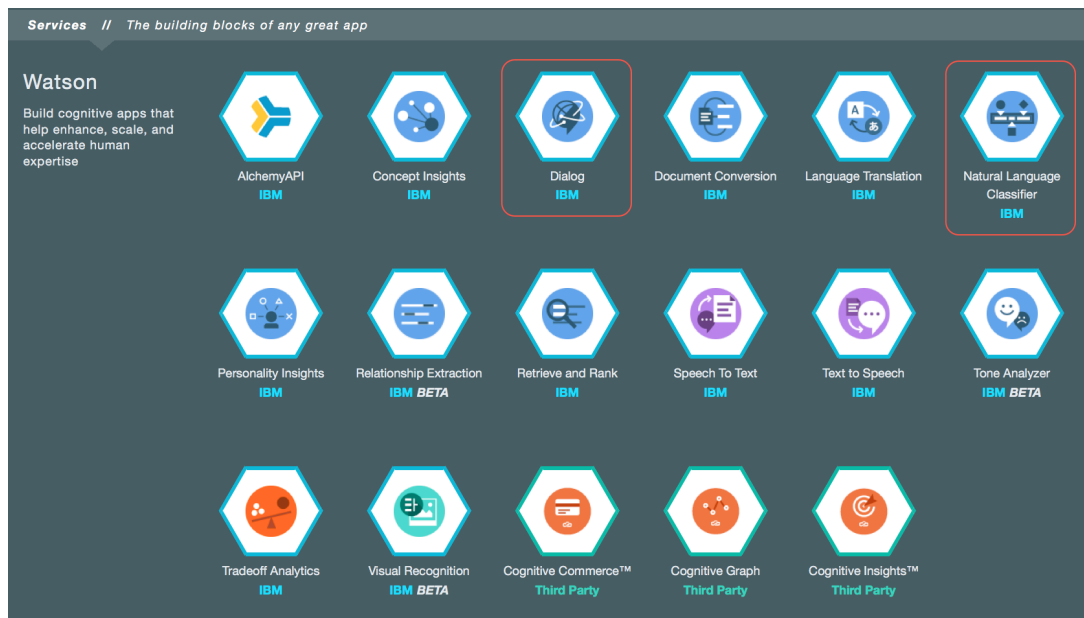 Services // The building blocks of any great app
Watson
Build cognitive apps that
help enhance, scale, and
accelerate human
expertise
AlchemyAPI
IBM
Concept Insights
IBM
Dialog
IBM
Document Conversion
IBM
A
あ
Language Translation
IBM
Natural Language
Classifier
IBM
Personality Insights
IBM
Relationship Extraction
IBM BETA
Retrieve and Rank
IBM
Speech To Text
IBM
Text to Speech
IBM
Tone Analyzer
IBM BETA
Tradeoff Analytics
IBM
Visual Recognition
IBM BETA
Cognitive Commerce™
Third Party
Cognitive Graph
Third Party
Cognitive Insights™
Third Party